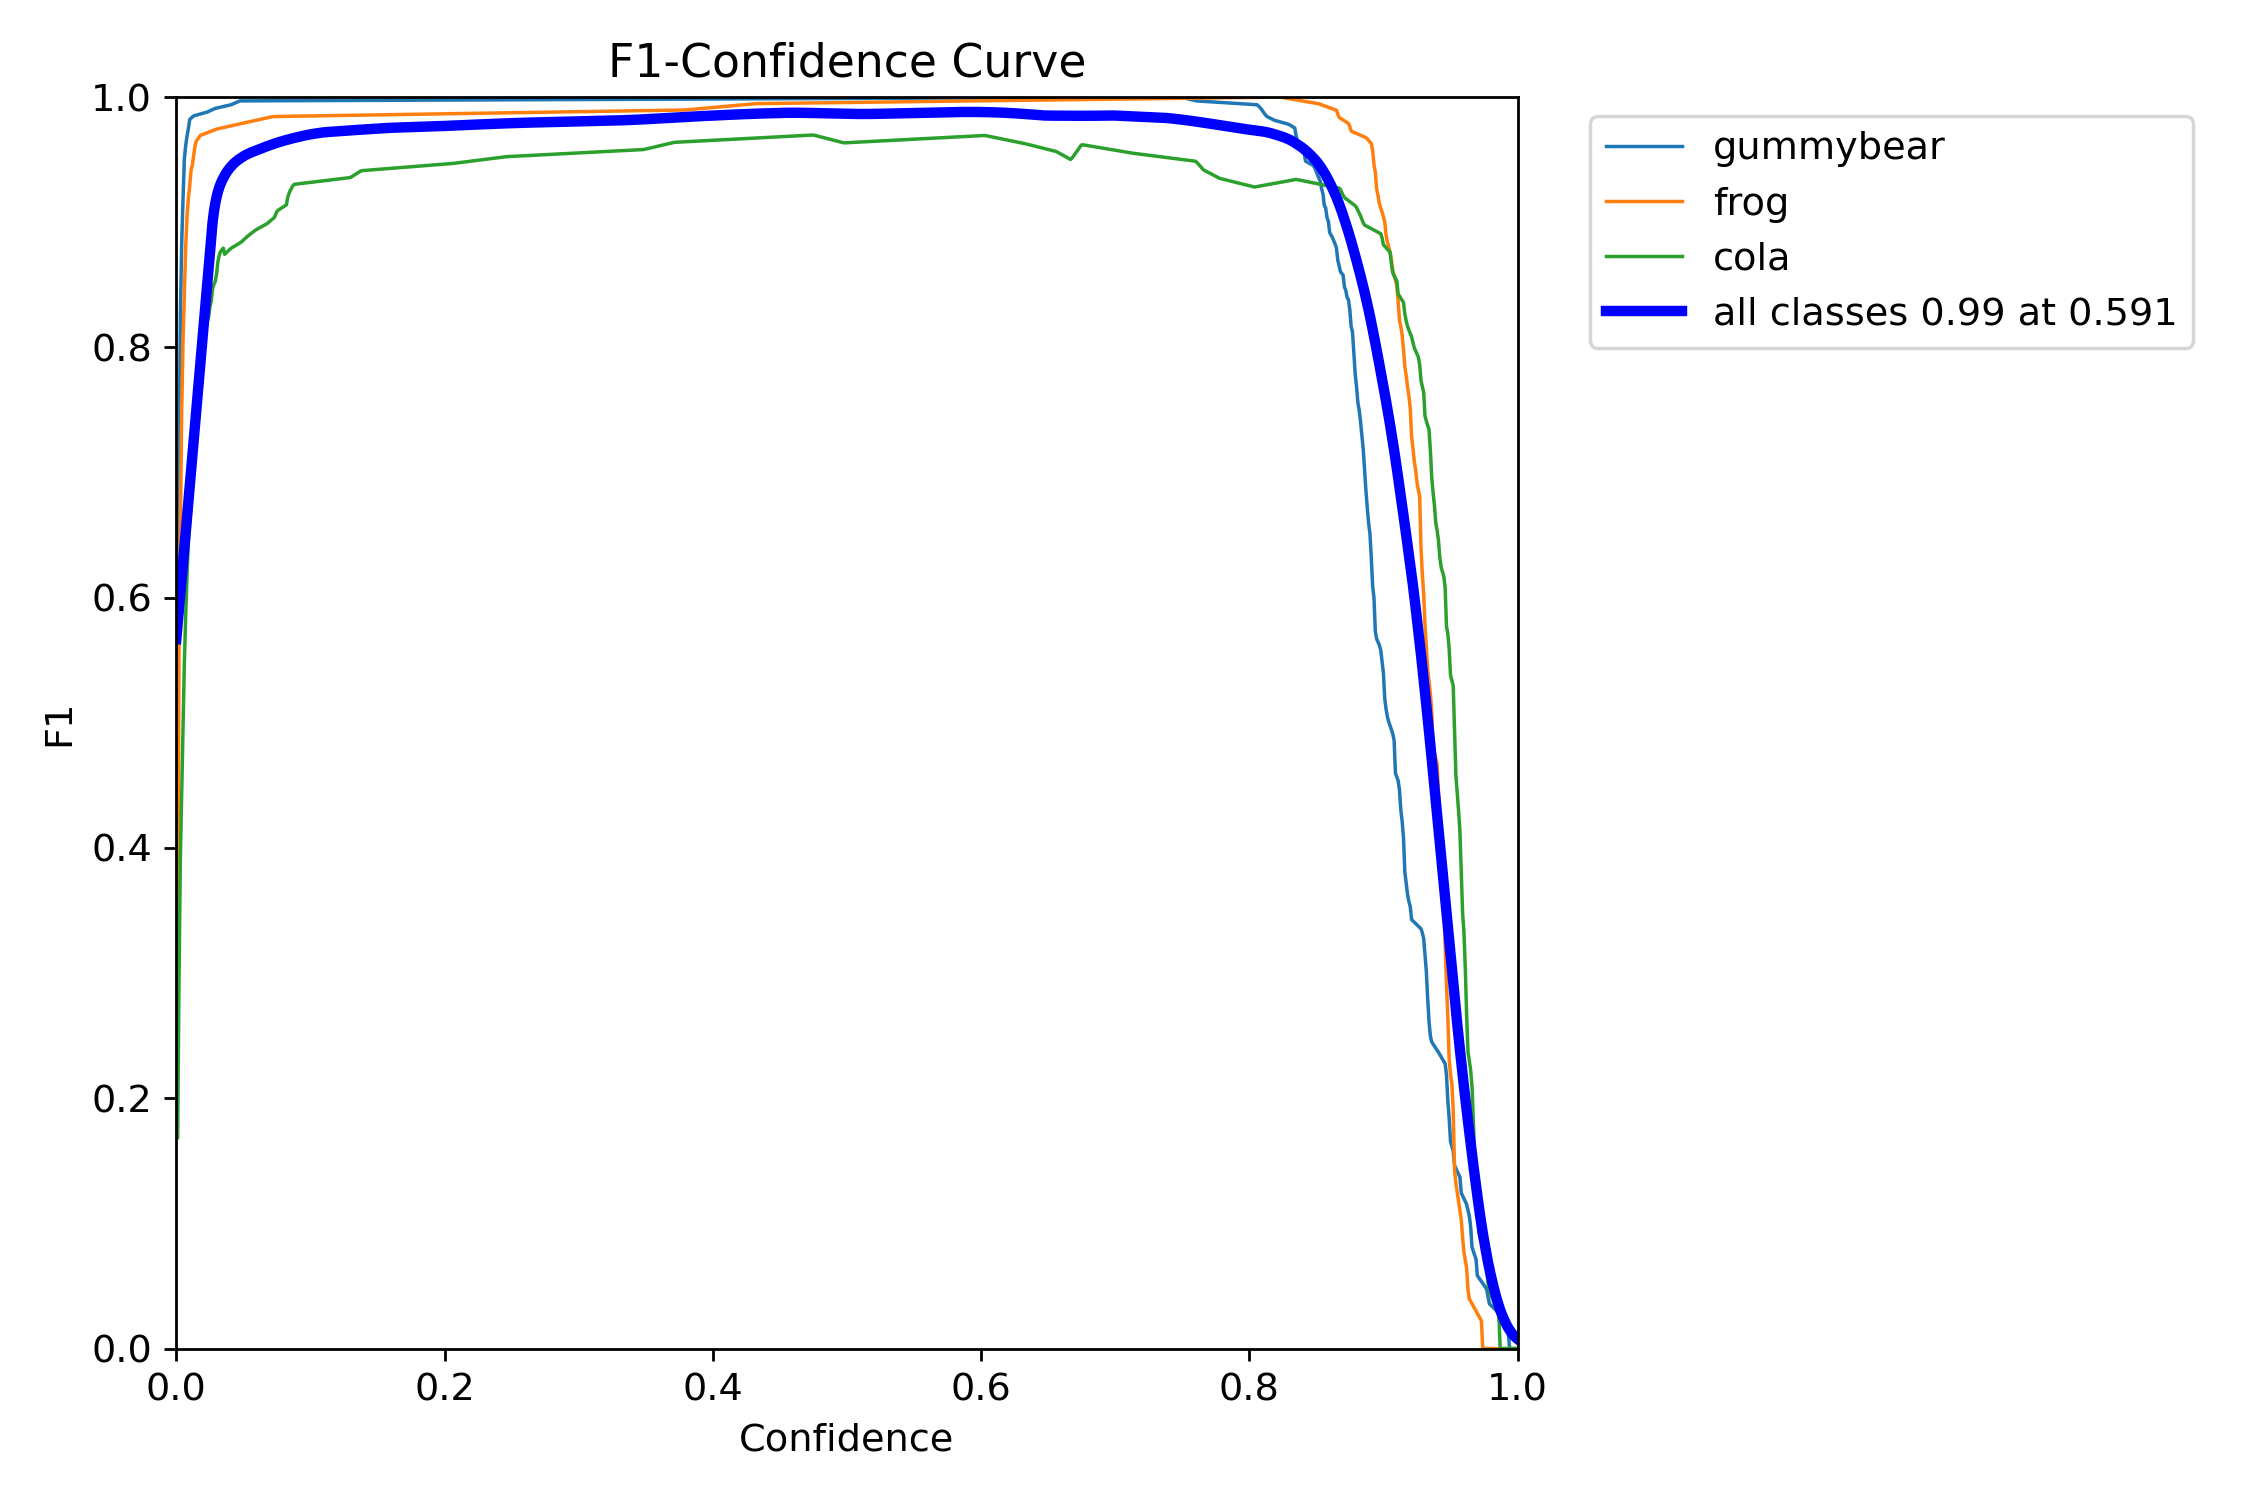 F1-Confidence Curve
1.0
0.8
0.6
0.4
0.2
0.0
F1
0.0 0.2 0.4 0.6 0.8 1.0
Confidence
gummybear
frog
cola
all classes 0.99 at 0.591